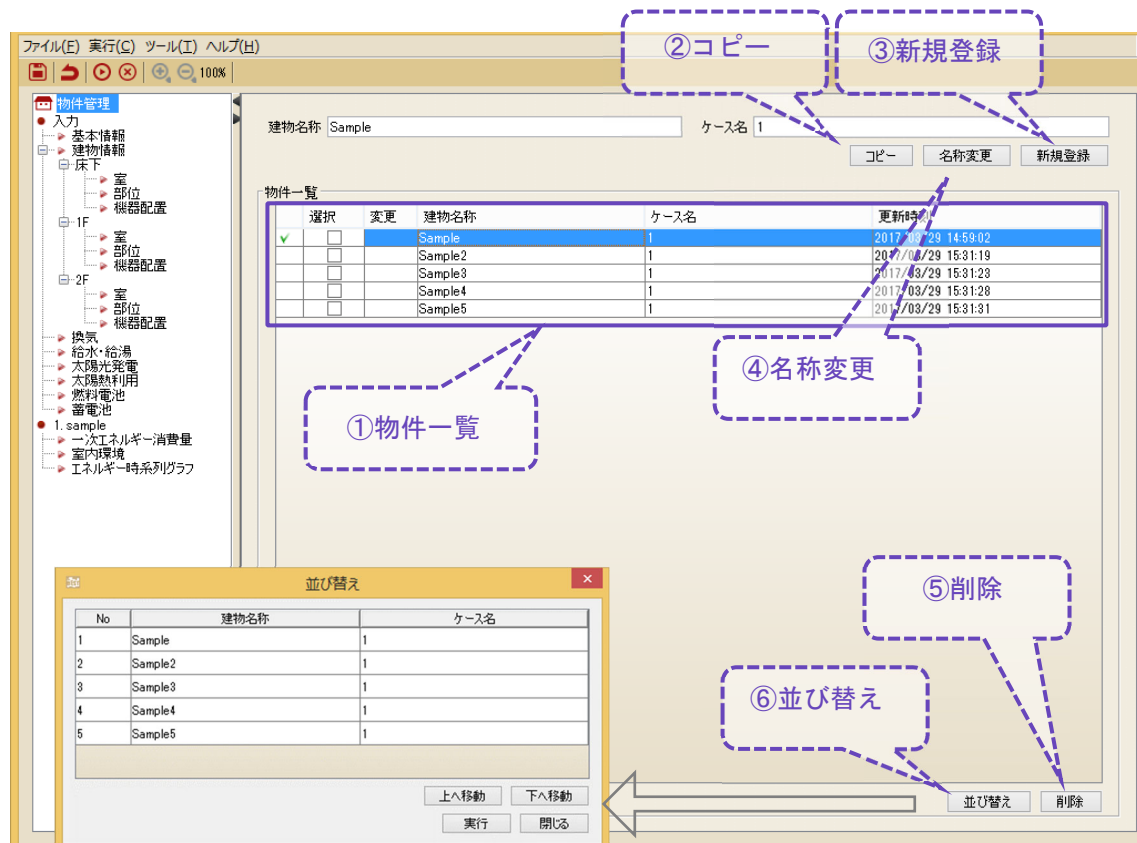 ②コピー
③新規登録
ファイル(F) 実行(C) ツール(T) ヘルプ(H)
100%
物件管理
入力
基本情報
建物情報
床下
室
部位
機器配置
1F
室
部位
機器配置
2F
室
部位
機器配置
換気
給水・給湯
太陽光発電
太陽熱利用
燃料電池
蓄電池
1. sample
一次エネルギー消費量
室内環境
エネルギー時系列グラフ
建物名称 Sample ケース名 1
コピー 名称変更 新規登録
物件一覧
選択 変更 建物名称 ケース名 更新時刻
Sample 1 2017/03/29 14:59:02
Sample2 1 2017/03/29 15:31:19
Sample3 1 2017/03/29 15:31:23
Sample4 1 2017/03/29 15:31:28
Sample5 1 2017/03/29 15:31:31
④名称変更
①物件一覧
⑤削除
⑥並び替え
並び替え 削除
並び替え
No 建物名称 ケース名
1 Sample 1
2 Sample2 1
3 Sample3 1
4 Sample4 1
5 Sample5 1
上へ移動 下へ移動
実行 閉じる